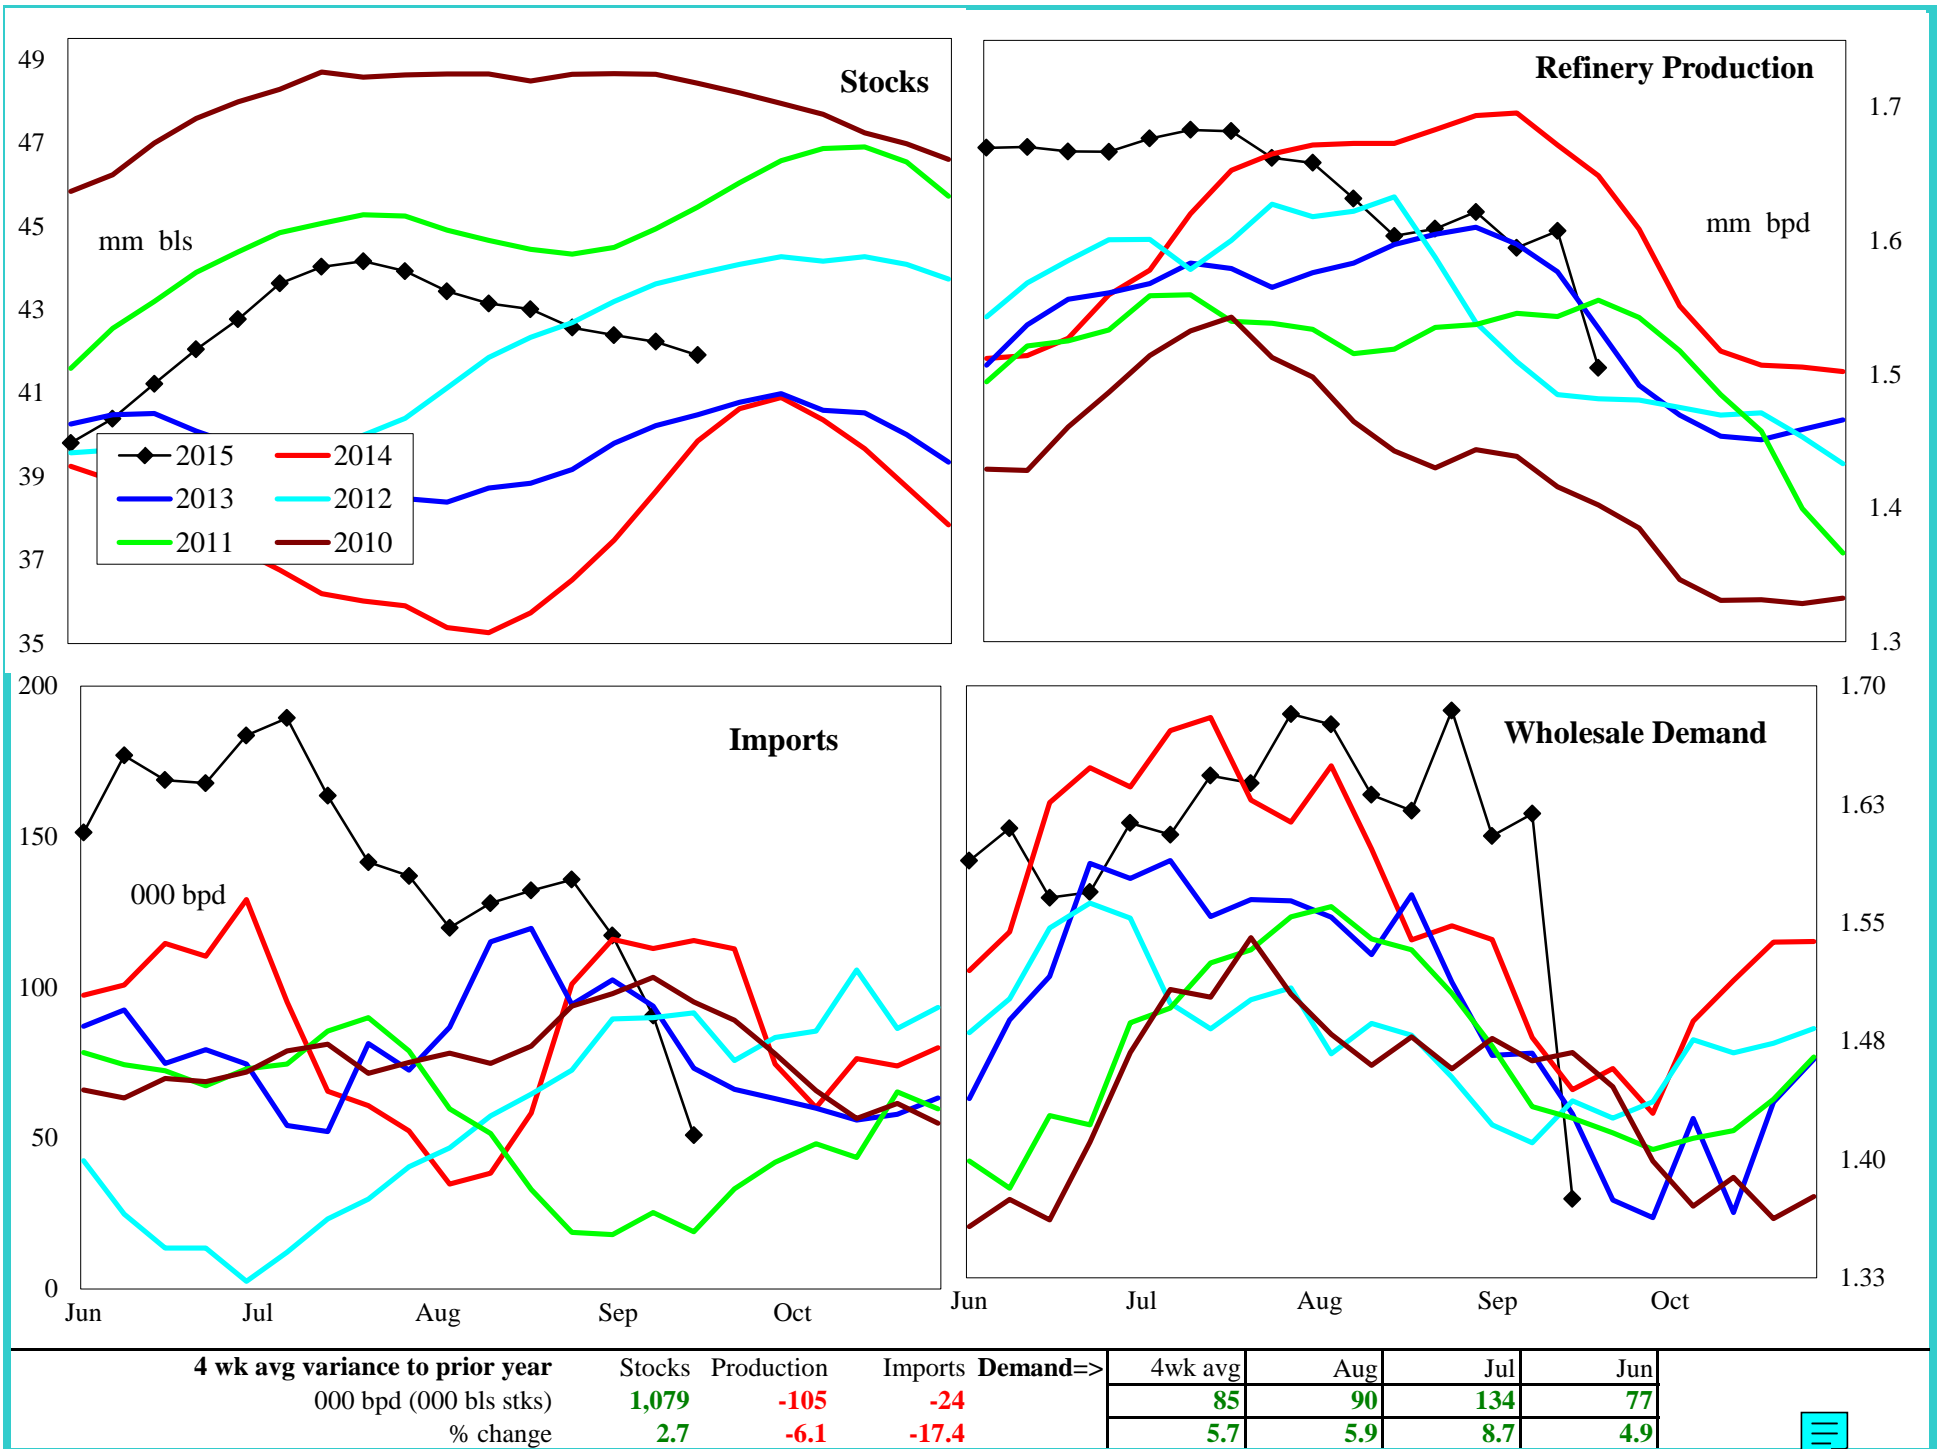 Stocks
49
47
45
43
41
39
37
35
mm bls
2015
2014
2013
2012
2011
2010
Refinery Production
1.7
1.6
1.5
1.4
1.3
mm bpd
Imports
200
150
100
50
0
000 bpd
Jun Jul Aug Sep Oct
Wholesale Demand
1.70
1.63
1.55
1.48
1.40
1.33
Jun Jul Aug Sep Oct
4 wk avg variance to prior year Stocks Production Imports Demand=> 4wk avg Aug Jul Jun
000 bpd (000 bls stks) 1,079 -105 -24 85 90 134 77
% change 2.7 -6.1 -17.4 5.7 5.9 8.7 4.9